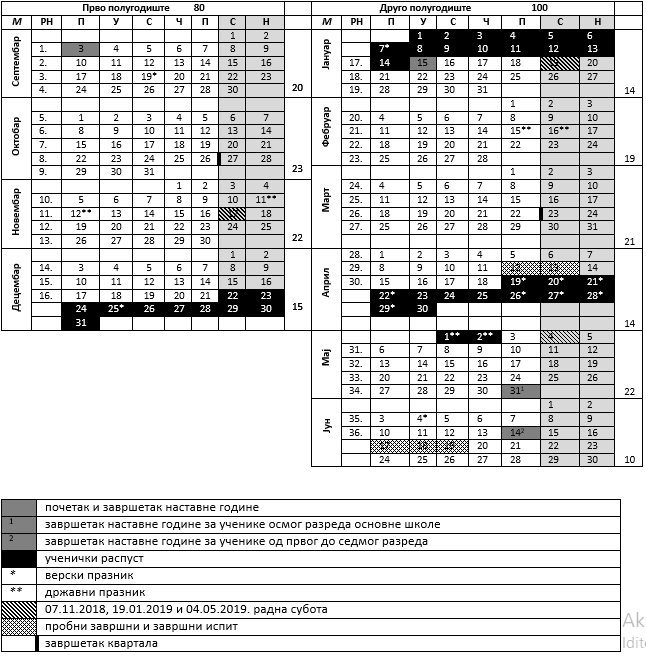 Прво полугодиште 80
М РН П У С Ч П С Н
Септембар
1 2
1. 3 4 5 6 7 8 9
2. 10 11 12 13 14 15 16
3. 17 18 19* 20 21 22 23
4. 24 25 26 27 28 29 30
20
Октобар
5. 1 2 3 4 5 6 7
6. 8 9 10 11 12 13 14
7. 15 16 17 18 19 20 21
8. 22 23 24 25 26 27 28
9. 29 30 31
23
Новембар
1 2 3 4
10. 5 6 7 8 9 10 11**
11. 12** 13 14 15 16 18
12. 19 20 21 22 23 24 25
13. 26 27 28 29 30
22
Децембар
1 2
14. 3 4 5 6 7 8 9
15. 10 11 12 13 14 15 16
16. 17 18 19 20 21 22 23
24 25* 26 27 28 29 30
31
15
Друго полугодиште 100
М РН П У С Ч П С Н
Јануар
1 2 3 4 5 6
7* 8 9 10 11 12 13
17. 14 15 16 17 18 19 20
18. 21 22 23 24 25 26 27
19. 28 29 30 31
14
Фебруар
1 2 3
20. 4 5 6 7 8 9 10
21. 11 12 13 14 15** 16** 17
22. 18 19 20 21 22 23 24
23. 25 26 27 28
19
Март
1 2 3
24. 4 5 6 7 8 9 10
25. 11 12 13 14 15 16 17
26. 18 19 20 21 22 23 24
27. 25 26 27 28 29 30 31
21
Април
28. 1 2 3 4 5 6 7
29. 8 9 10 11 12 13 14
30. 15 16 17 18 19* 20* 21*
22* 23 24 25 26* 27* 28*
29* 30
14
Мај
1** 2** 3 4 5
31. 6 7 8 9 10 11 12
32. 13 14 15 16 17 18 19
33. 20 21 22 23 24 25 26
34. 27 28 29 30 31¹
22
Јун
1 2
35. 3 4* 5 6 7 8 9
36. 10 11 12 13 14² 15 16
17 18 19 20 21 22 23
24 25 26 27 28 29 30
10
почетак и завршетак наставне године
1 завршетак наставне године за ученике осмог разреда основне школе
2 завршетак наставне године за ученике од првог до седмог разреда
ученички распуст
* верски празник
** државни празник
07.11.2018, 19.01.2019 и 04.05.2019. радна субота
пробни завршни и завршни испит
завршетак квартала
Ak
Idit